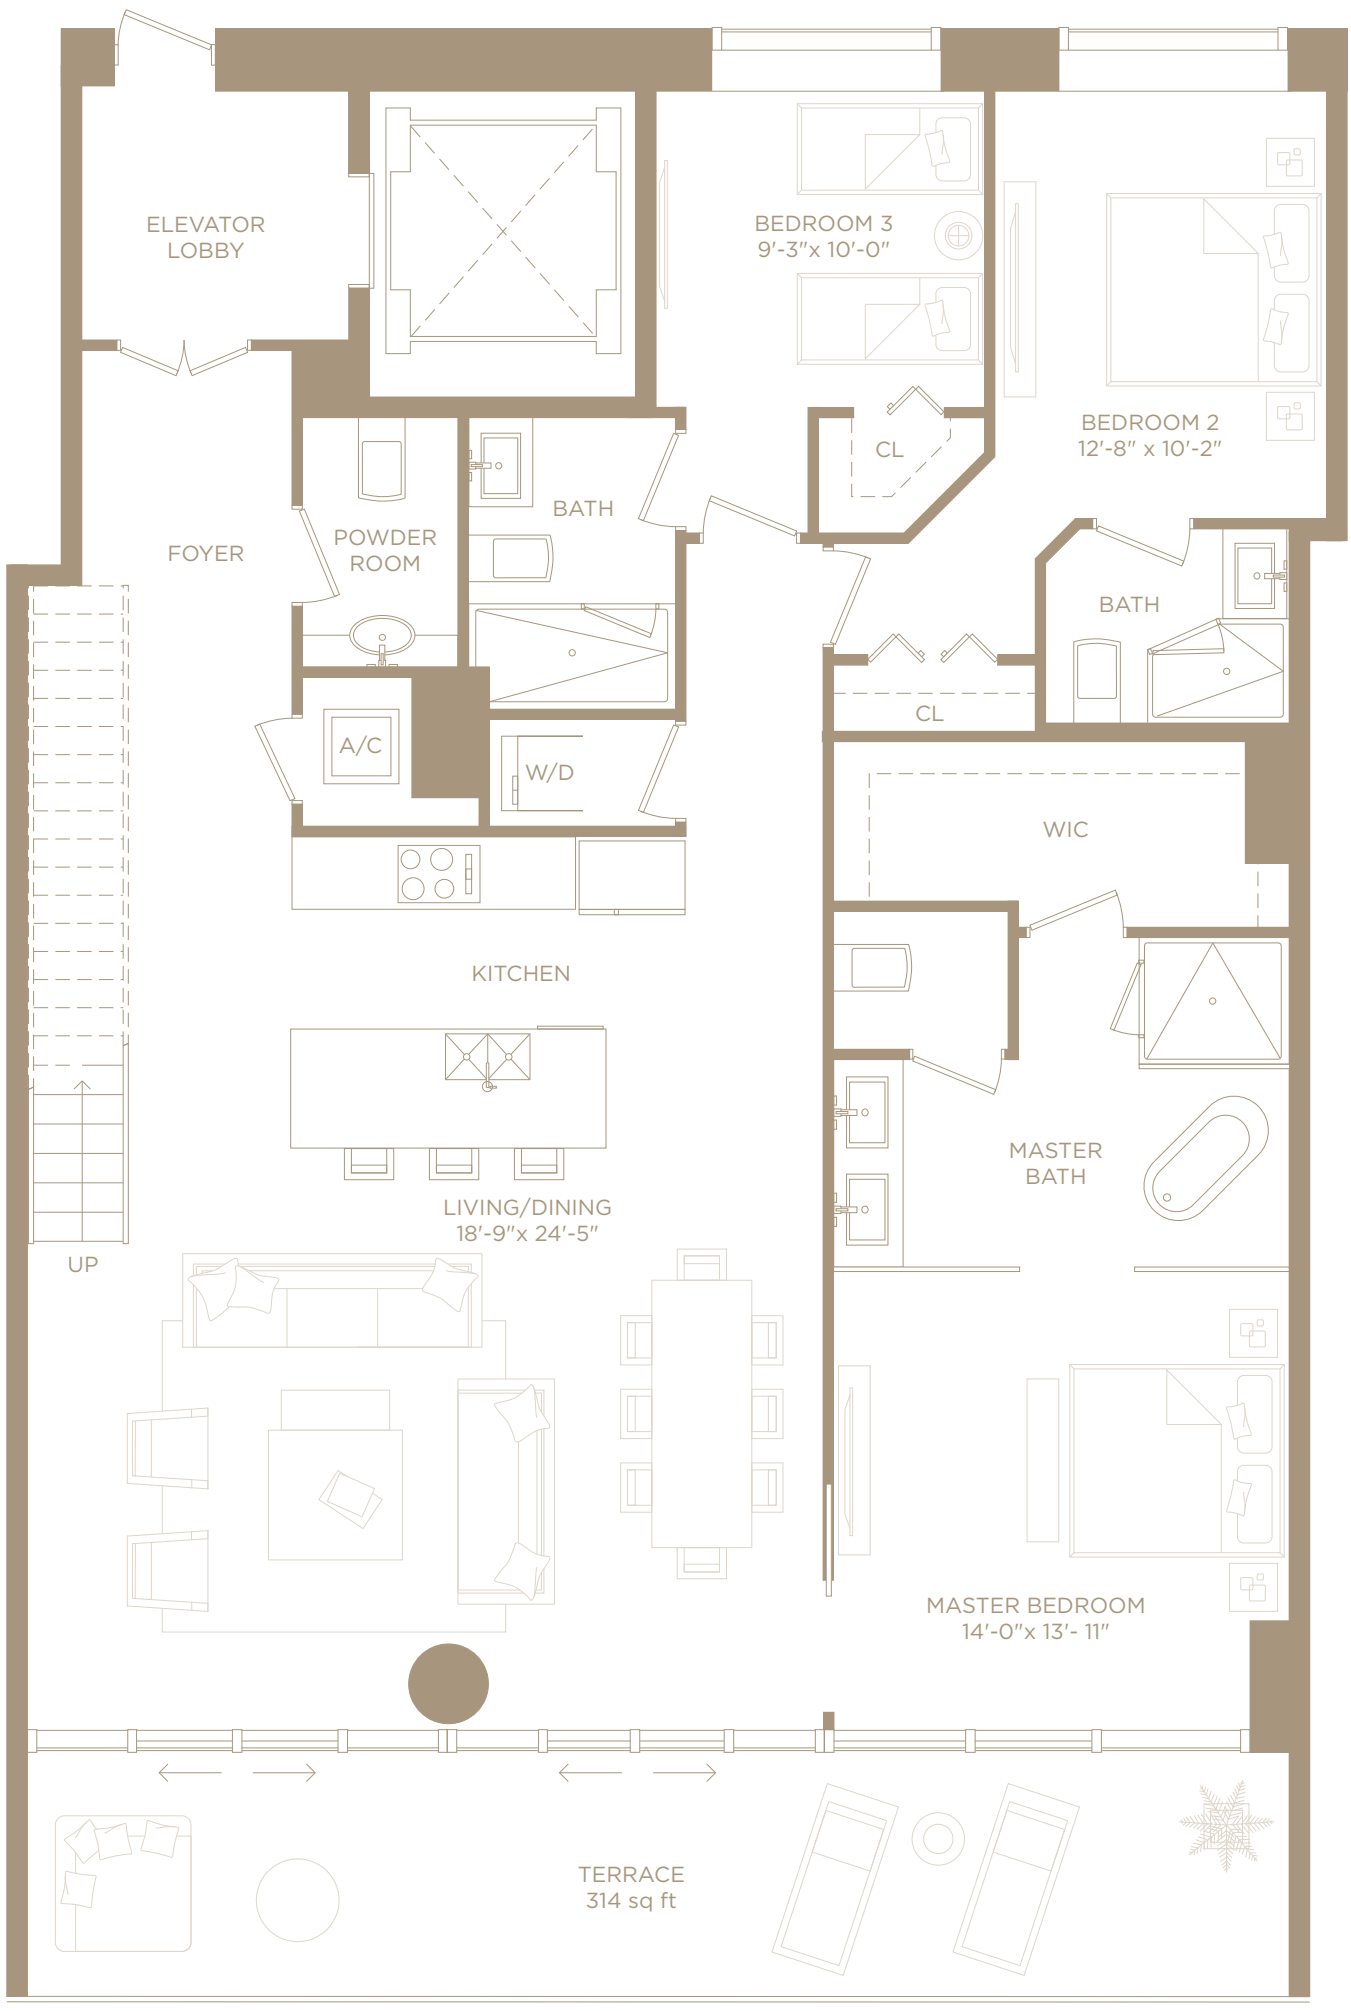 ELEVATOR
LOBBY
BEDROOM 3
9'-3"x 10'-0"
BEDROOM 2
12'-8" x 10'-2"
CL
BATH
POWDER
ROOM
FOYER
BATH
CL
A/C
W/D
WIC
KITCHEN
MASTER
BATH
LIVING/DINING
18'-9"x 24'-5"
UP
MASTER BEDROOM
14'-0"x 13'- 11"
TERRACE
314 sq ft